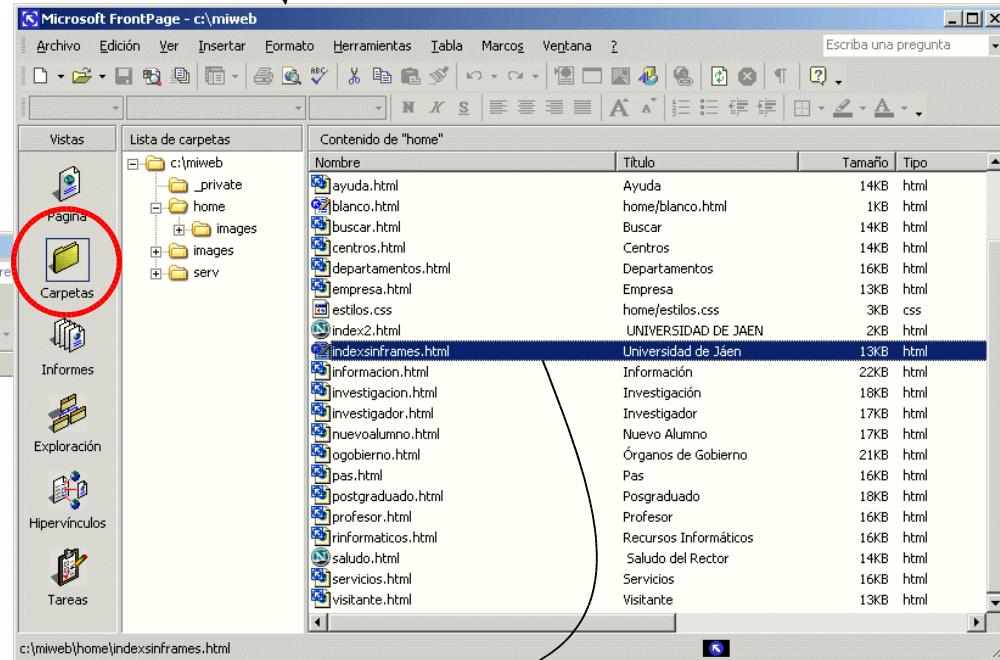 Microsoft FrontPage - c:\miweb
Archivo Edición Ver Insertar Formato Herramientas Tabla Marcos Ventana ? Escriba una pregunta
N K S A A A
Vistas Lista de carpetas Contenido de "home"
Nombre Título Tamaño Tipo
Página
Carpetas
Informes
Exploración
Hipervínculos
Tareas
c:\miweb
_private
home
images
images
serv
ayuda.html Ayuda 14KB html
blanco.html home/blanco.html 1KB html
buscar.html Buscar 14KB html
centros.html Centros 14KB html
departamentos.html Departamentos 16KB html
empresa.html Empresa 13KB html
estilos.css home/estilos.css 3KB css
index2.html UNIVERSIDAD DE JAEN 2KB html
indexsinframes.html Universidad de Jáen 13KB html
informacion.html Información 22KB html
investigacion.html Investigación 18KB html
investigador.html Investigador 17KB html
nuevoalumno.html Nuevo Alumno 17KB html
ogobierno.html Órganos de Gobierno 21KB html
pas.html Pas 16KB html
postgraduado.html Posgraduado 18KB html
profesor.html Profesor 16KB html
rinformaticos.html Recursos Informáticos 16KB html
saludo.html Saludo del Rector 14KB html
servicios.html Servicios 16KB html
visitante.html Visitante 13KB html
c:\miweb\home\indexsinframes.html